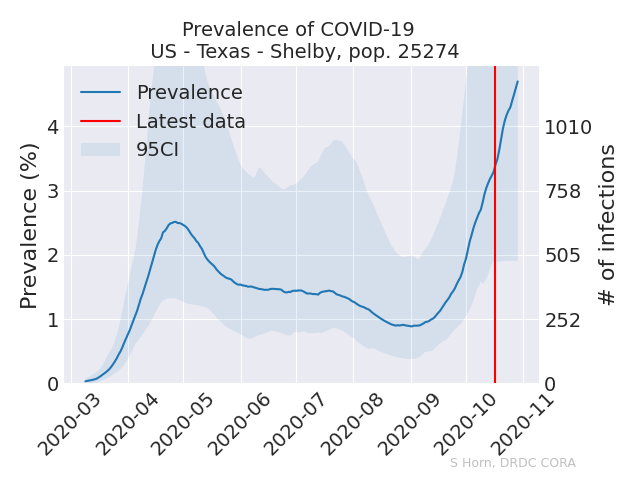 Prevalence of COVID-19
US - Texas - Shelby, pop. 25274
Prevalence
Latest data
95CI
Prevalence (%)
4
3
2
1
0
1010
758
505
252
0
# of infections
2020-03
2020-04
2020-05
2020-06
2020-07
2020-08
2020-09
2020-10
2020-11
S Horn, DRDC CORA